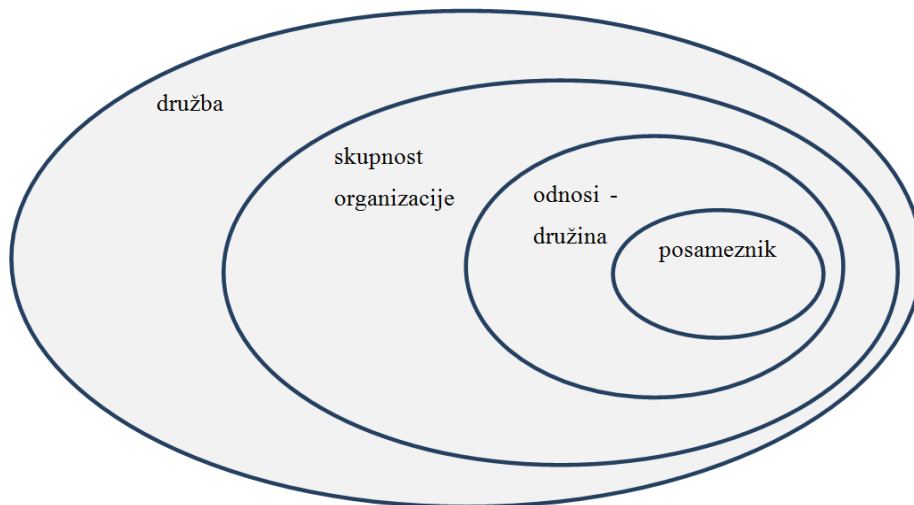 družba
skupnost
organizacije
odnosi -
družina
posameznik